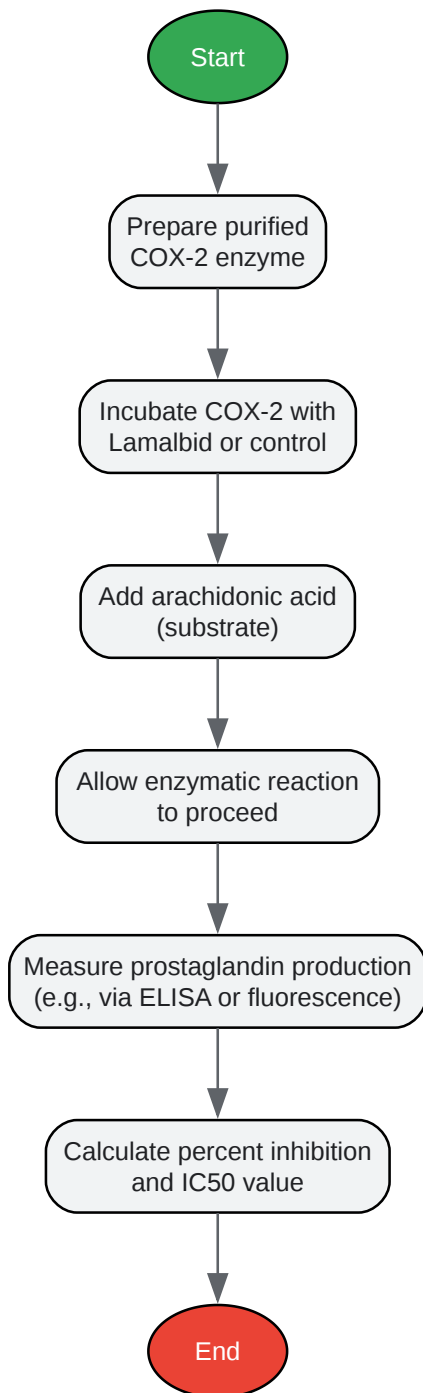 Start
Prepare purified
COX-2 enzyme
Incubate COX-2 with
Lamalbid or control
Add arachidonic acid
(substrate)
Allow enzymatic reaction
to proceed
Measure prostaglandin production
(e.g., via ELISA or fluorescence)
Calculate percent inhibition
and IC50 value
End